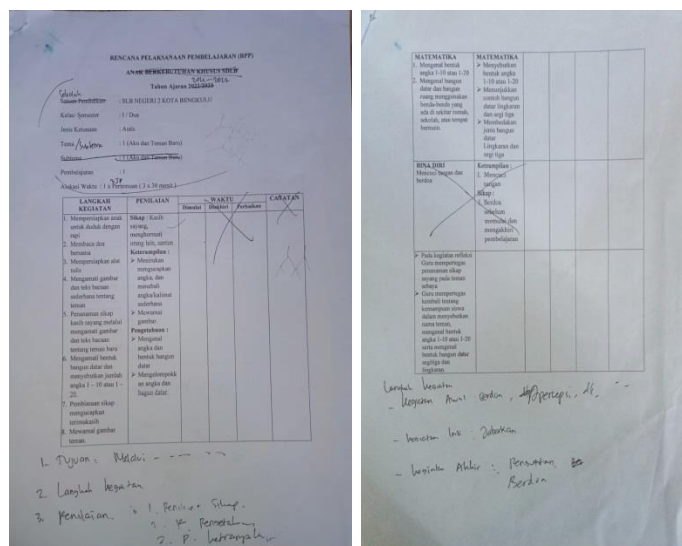 RENCANA PELAKSANAAN PEMBELAJARAN (RPP)
ANAK BERKEBUTUHAN KHUSUS SDLB
Tahun Ajaran
Sekolah
Satuan Pendidikan : SLB NEGERI 2 KOTA BENGKULU
Kelas/ Semester : I / Dua
Jenis Ketunaan : Autis
Tema : 1 (Aku dan Teman Baru)
Subtema : 1 (Aku dan Teman Baru)
Pembelajaran : 1
Alokasi Waktu : 1 x Pertemuan ( 3 x 30 menit )
LANGKAH KEGIATAN
PENILAIAN
WAKTU
CATATAN
Dimulai
Diakhiri
Perbaikan
1. Mempersiapkan anak
untuk duduk dengan
rapi
2. Membaca doa
bersama
3. Mempersiapkan alat
tulis
4. Mengamati gambar
dan teks bacaan
sederhana tentang
teman
5. Penanaman sikap
kasih sayang melalui
mengamati gambar
dan teks bacaan
tentang teman baru
6. Mengamati bentuk
bangun datar dan
menyebutkan jumlah
angka 1 – 10 atau 1 –
20.
7. Pembiasaan sikap
mengucapkan
terimakasih
8. Mewarnai gambar
teman.
Sikap : Kasih
sayang,
menghormati
orang lain, santun
Keterampilan :
➢ Menirukan
mengucapkan
angka, dan
menebali
angka/kalimat
sederhana
➢ Mewarnai
gambar.
Pengetahuan :
➢ Mengenal
angka dan
bentuk bangun
datar
➢ Mengelompokk
an angka dan
bagun datar.
1. Tujuan,
2. Langkah kegiatan
3. Penilaian
MATEMATIKA
1. Mengenal bentuk
angka 1-10 atau 1-20
2. Mengenal bangun
datar dan bangun
ruang menggunakan
benda-benda yang
ada di sekitar rumah,
sekolah, atau tempat
bermain
MATEMATIKA
➢ Menyebutkan
bentuk angka
1-10 atau 1-20
➢ Menunjukkan
contoh bangun
datar lingkaran
dan segi tiga
➢ Membedakan
jenis bangun
datar
Lingkaran dan
segi tiga
BINA DIRI
Mencuci tangan dan
berdoa
Ketrampilan :
1. Mencuci
tangan
Sikap :
1. Berdoa
sebelum
memulai dan
mengakhiri
pembelajaran
➢ Pada kegiatan refleksi
Guru mempertegas
penanaman sikap
sayang pada teman
sebaya
➢ Guru mempertegas
kembali tentang
kemampuan siswa
dalam menyebutkan
nama teman,
mengenal bentuk
angka 1-10 atau 1-20
serta mengenal
bentuk bangun datar
segitiga dan
lingkaran
Langkah kegiatan
- kegiatan Awal Berdoa,
- kegiatan Inti : Jabarkan
- kegiatan Akhir :
Berdoa